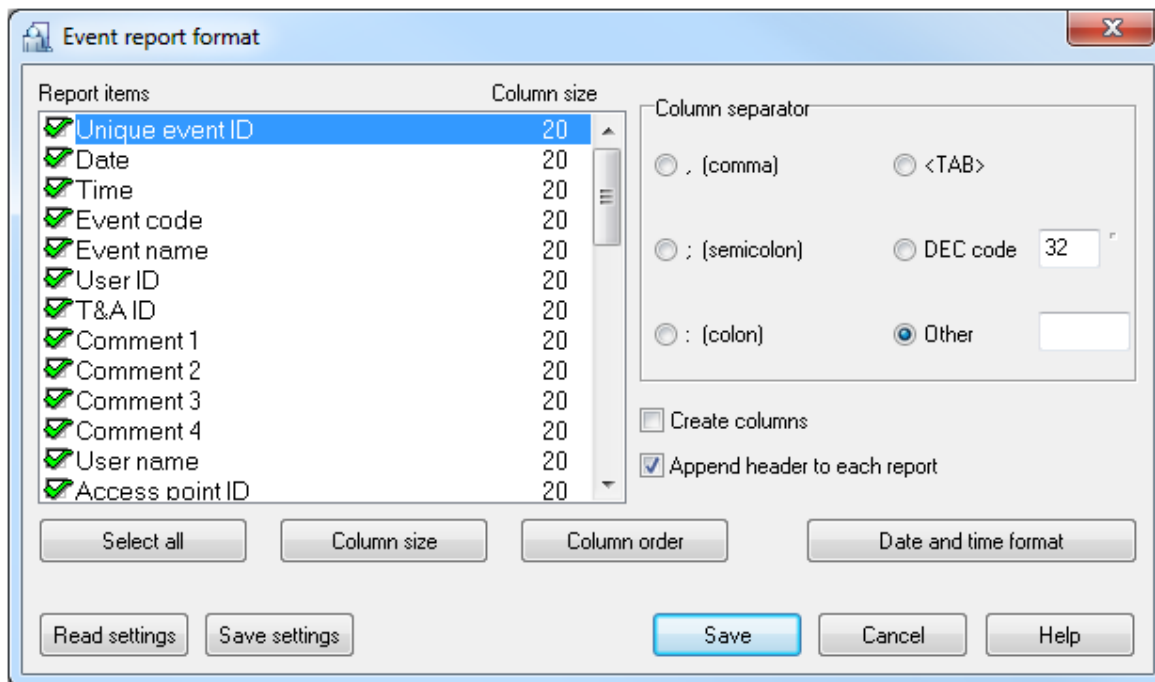 Event report format
Report items Column size
Unique event ID 20
Date 20
Time 20
Event code 20
Event name 20
User ID 20
T&A ID 20
Comment 1 20
Comment 2 20
Comment 3 20
Comment 4 20
User name 20
Access point ID 20
Column separator
, (comma) <TAB>
; (semicolon) DEC code 32
: (colon) Other
Create columns
Append header to each report
Select all Column size Column order Date and time format
Read settings Save settings Save Cancel Help